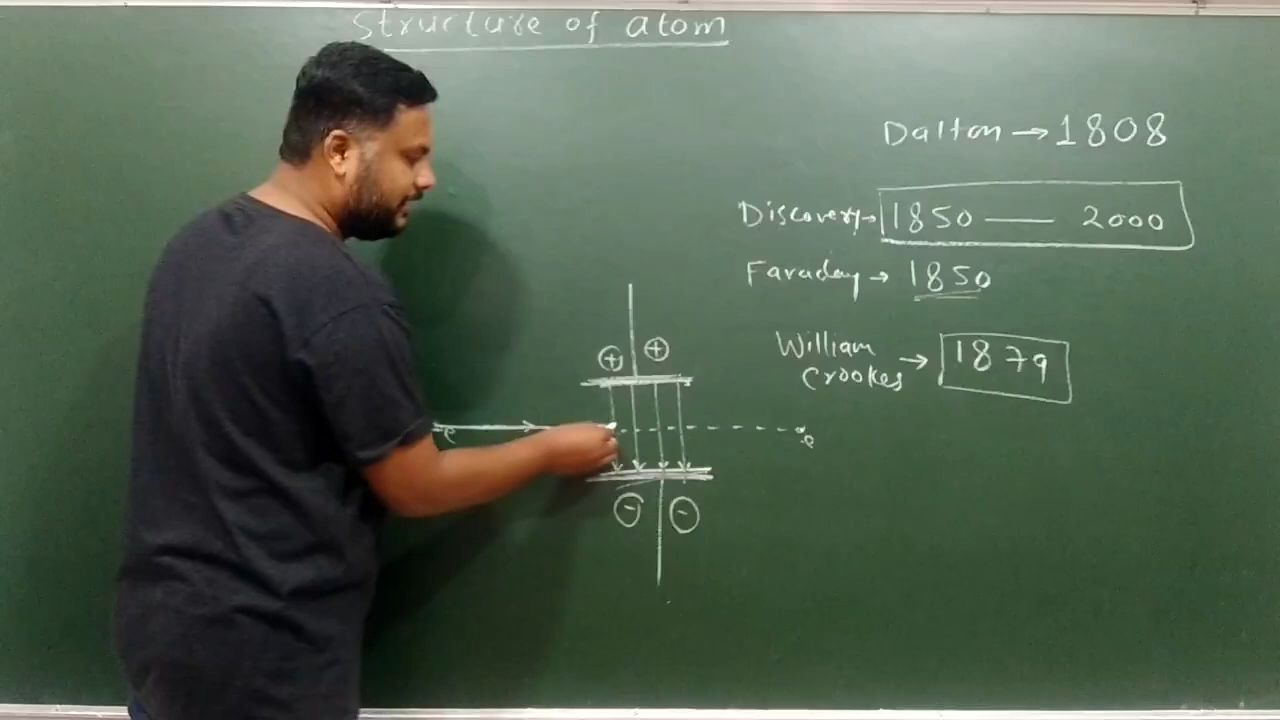 Structure of atom
Dalton → 1808
Discovery → 1850 — 2000
Faraday → 1850
William
Crookes → 1879
+ +
e e
- -